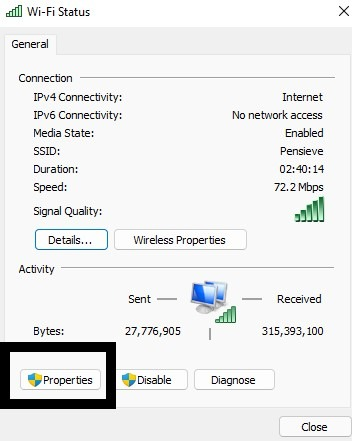 Wi-Fi Status
General
Connection
IPv4 Connectivity: Internet
IPv6 Connectivity: No network access
Media State: Enabled
SSID: Pensieve
Duration: 02:40:14
Speed: 72.2 Mbps
Signal Quality:
Details... Wireless Properties
Activity
Sent Received
Bytes: 27,776,905 315,393,100
Properties Disable Diagnose
Close